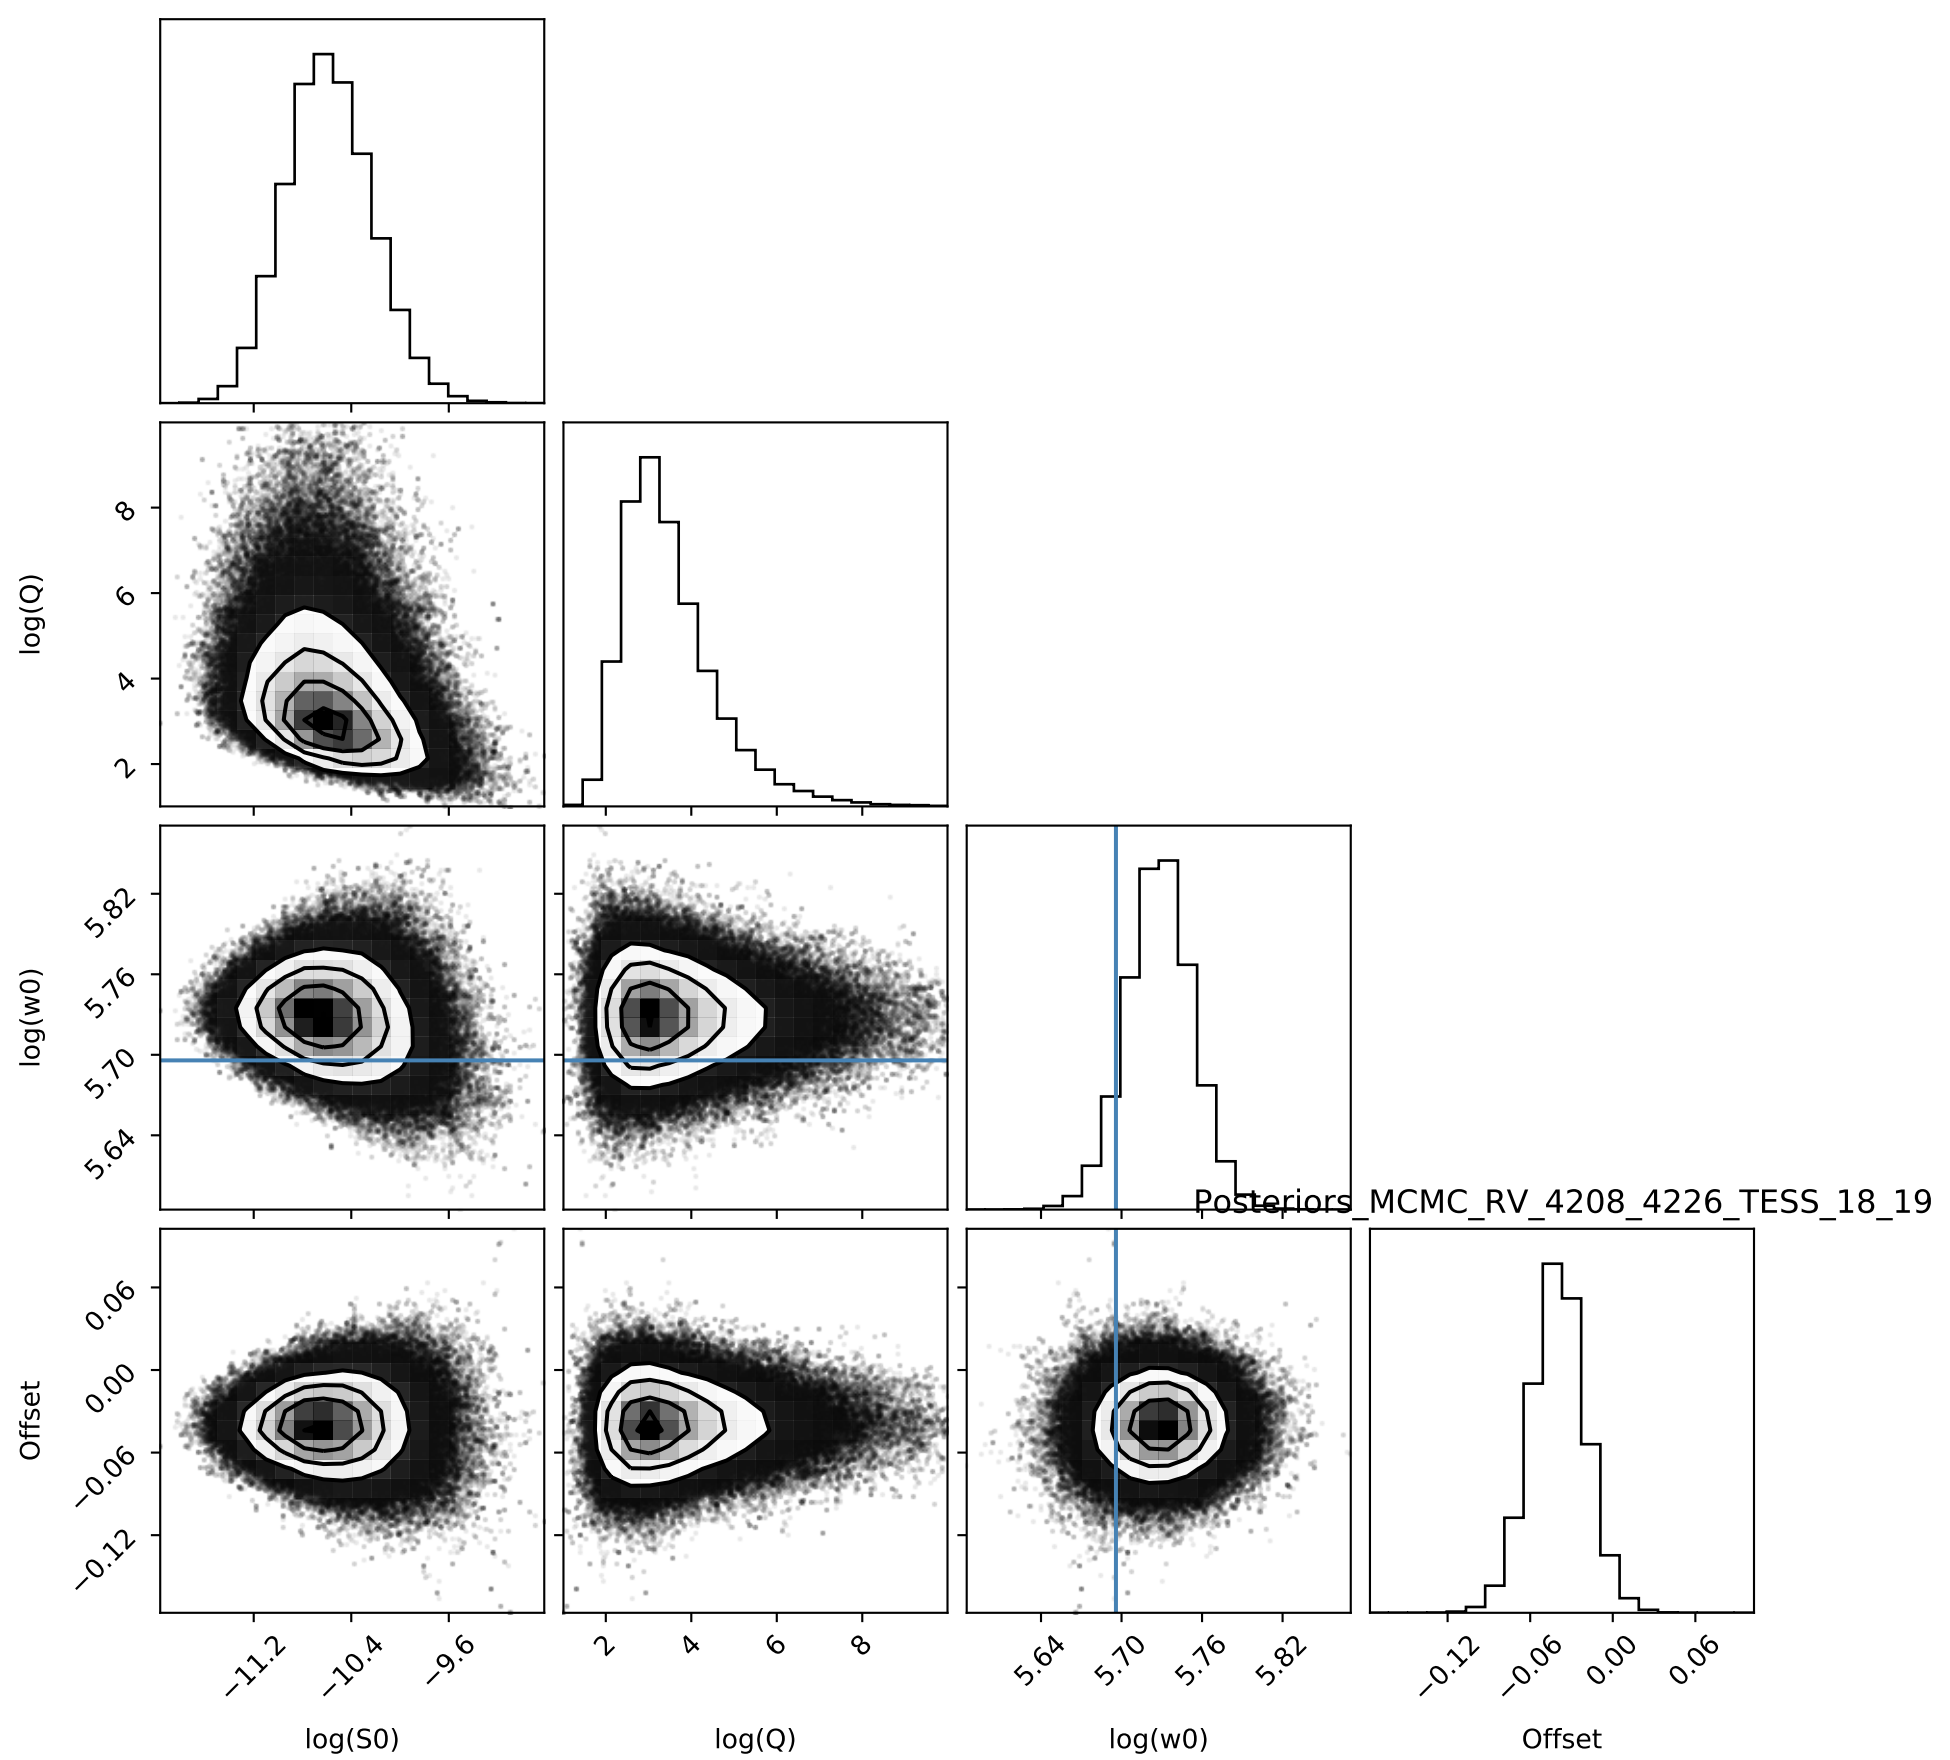 8
6
4
2
log(Q)
5.82
5.76
5.70
5.64
log(w0)
Posteriors_MCMC_RV_4208_4226_TESS_18_19
0.06
0.00
−0.06
−0.12
Offset
−11.2 −10.4 −9.6 2 4 6 8 5.64 5.70 5.76 5.82 −0.12 −0.06 0.00 0.06
log(S0) log(Q) log(w0) Offset